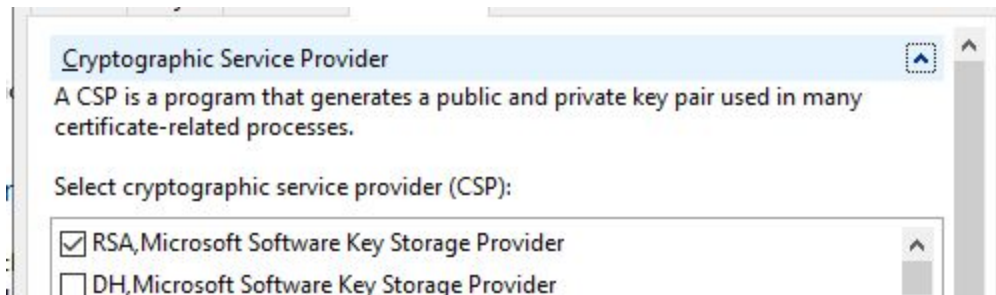 Cryptographic Service Provider
A CSP is a program that generates a public and private key pair used in many
certificate-related processes.
Select cryptographic service provider (CSP):
RSA,Microsoft Software Key Storage Provider
DH,Microsoft Software Key Storage Provider